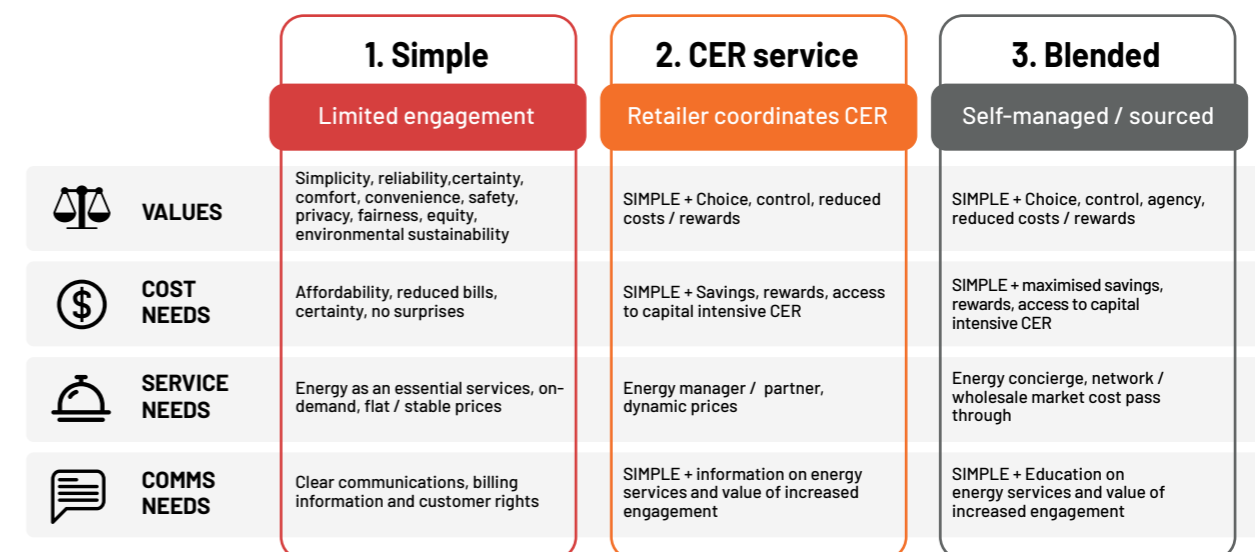 1. Simple
2. CER service
3. Blended
Limited engagement
Retailer coordinates CER
Self-managed / sourced
VALUES
Simplicity, reliability,certainty,
comfort, convenience, safety,
privacy, fairness, equity,
environmental sustainability
SIMPLE + Choice, control, reduced
costs / rewards
SIMPLE + Choice, control, agency,
reduced costs / rewards
COST
NEEDS
Affordability, reduced bills,
certainty, no surprises
SIMPLE + Savings, rewards, access
to capital intensive CER
SIMPLE + maximised savings,
rewards, access to capital
intensive CER
$
SERVICE
NEEDS
Energy as an essential services, on-
demand, flat / stable prices
Energy manager / partner,
dynamic prices
Energy concierge, network /
wholesale market cost pass
through
COMMS
NEEDS
Clear communications, billing
information and customer rights
SIMPLE + information on energy
services and value of increased
engagement
SIMPLE + Education on
energy services and value of
increased engagement